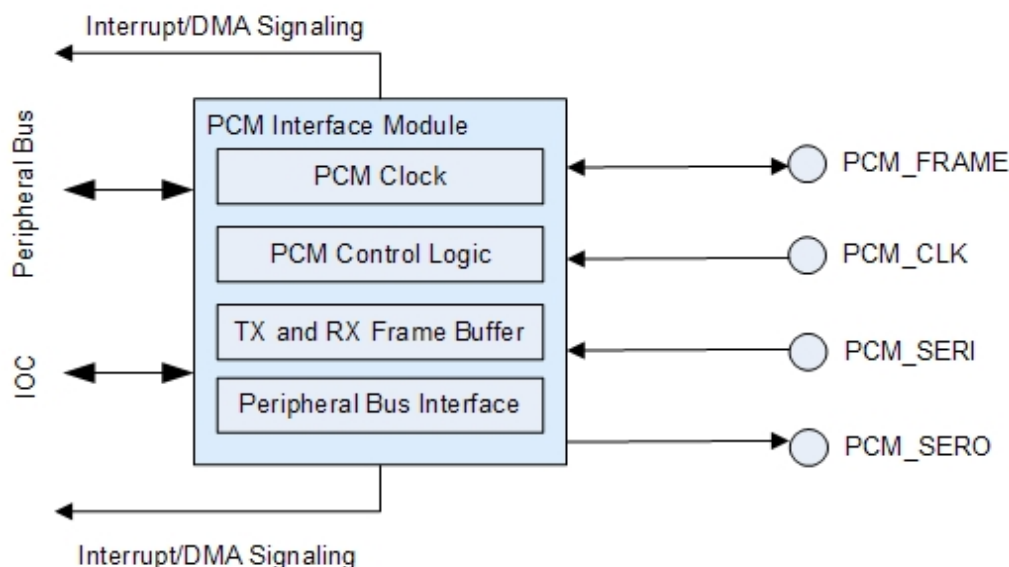 Interrupt/DMA Signaling
Peripheral Bus
IOC
PCM Interface Module
PCM Clock
PCM Control Logic
TX and RX Frame Buffer
Peripheral Bus Interface
PCM_FRAME
PCM_CLK
PCM_SERI
PCM_SERO
Interrupt/DMA Signaling